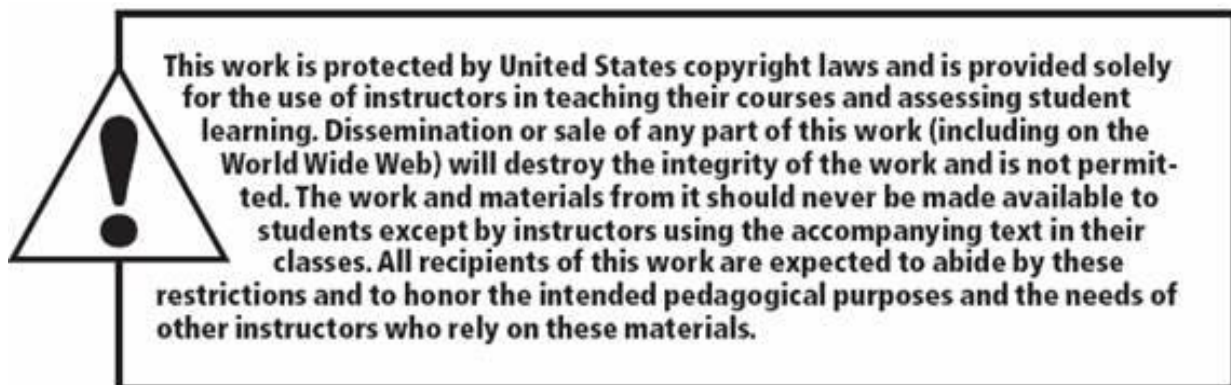 This work is protected by United States copyright laws and is provided solely
for the use of instructors in teaching their courses and assessing student
learning. Dissemination or sale of any part of this work (including on the
World Wide Web) will destroy the integrity of the work and is not permit-
ted. The work and materials from it should never be made available to
students except by instructors using the accompanying text in their
classes. All recipients of this work are expected to abide by these
restrictions and to honor the intended pedagogical purposes and the needs of
other instructors who rely on these materials.